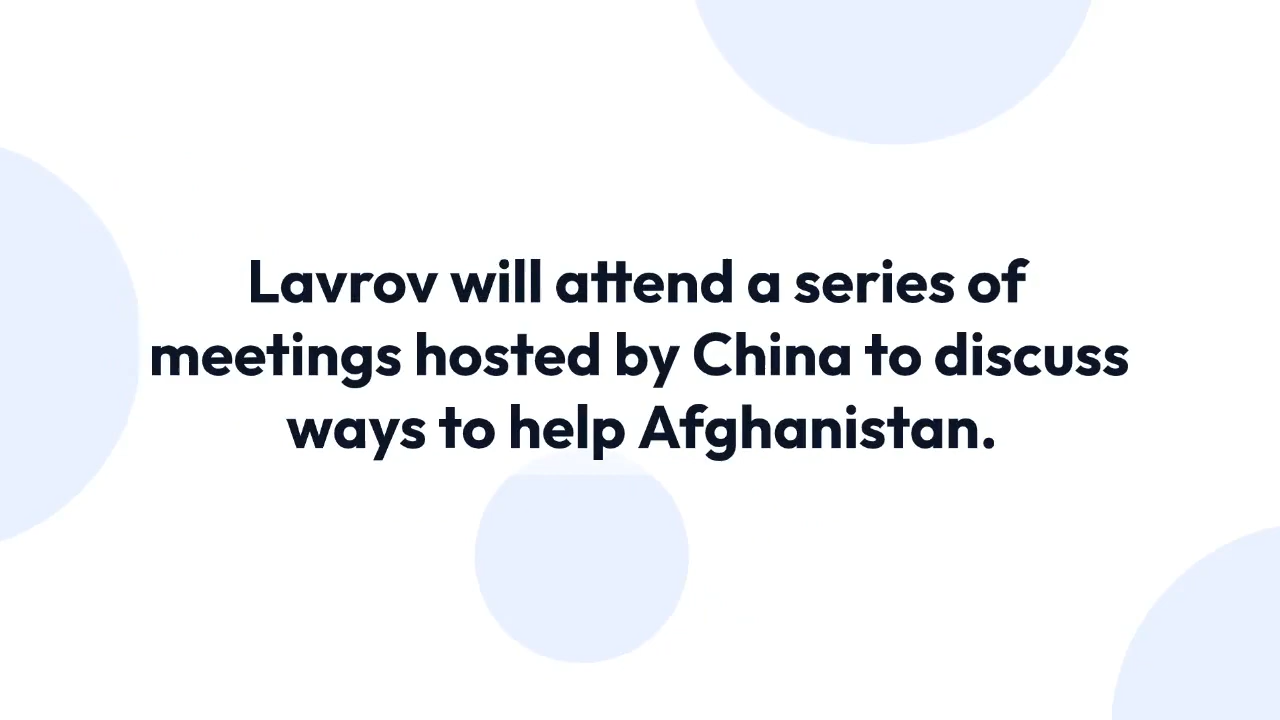 Lavrov will attend a series of
meetings hosted by China to discuss
ways to help Afghanistan.